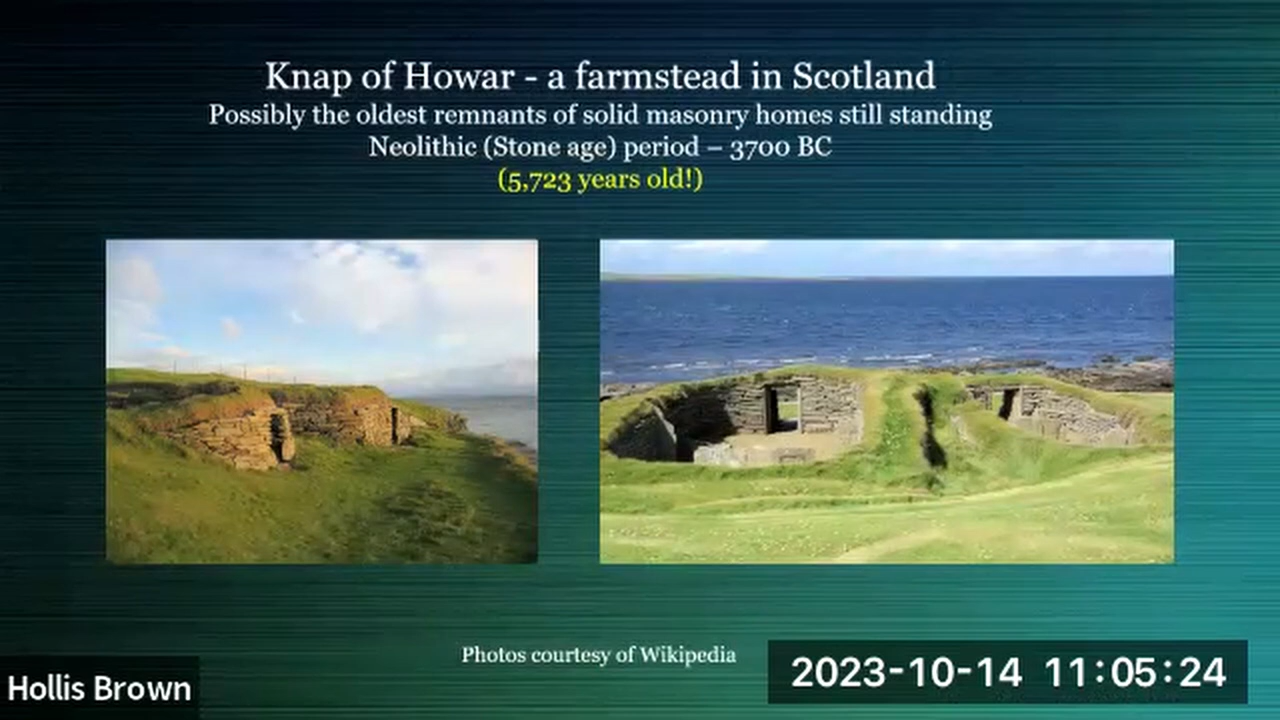 Knap of Howar - a farmstead in Scotland
Possibly the oldest remnants of solid masonry homes still standing
Neolithic (Stone age) period – 3700 BC
(5,723 years old!)
Photos courtesy of Wikipedia
2023-10-14 11:05:24
Hollis Brown